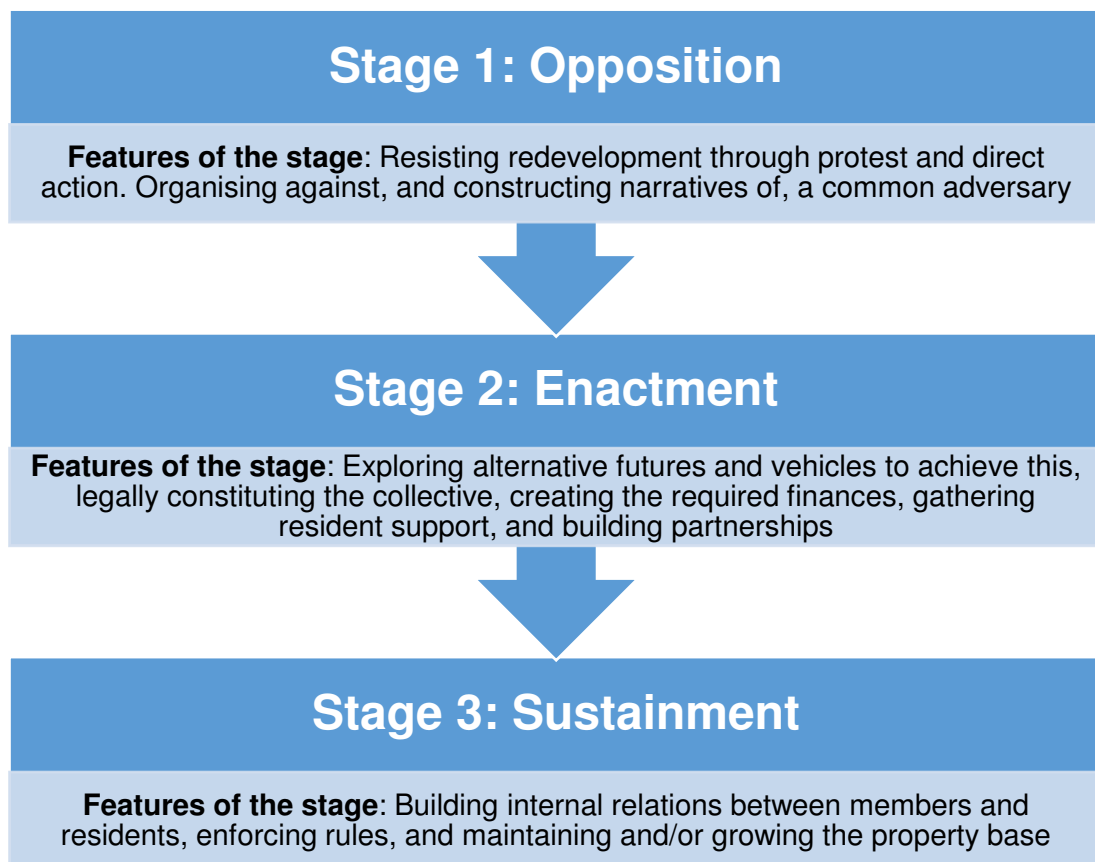 Stage 1: Opposition
Features of the stage: Resisting redevelopment through protest and direct
action. Organising against, and constructing narratives of, a common adversary
Stage 2: Enactment
Features of the stage: Exploring alternative futures and vehicles to achieve this,
legally constituting the collective, creating the required finances, gathering
resident support, and building partnerships
Stage 3: Sustainment
Features of the stage: Building internal relations between members and
residents, enforcing rules, and maintaining and/or growing the property base